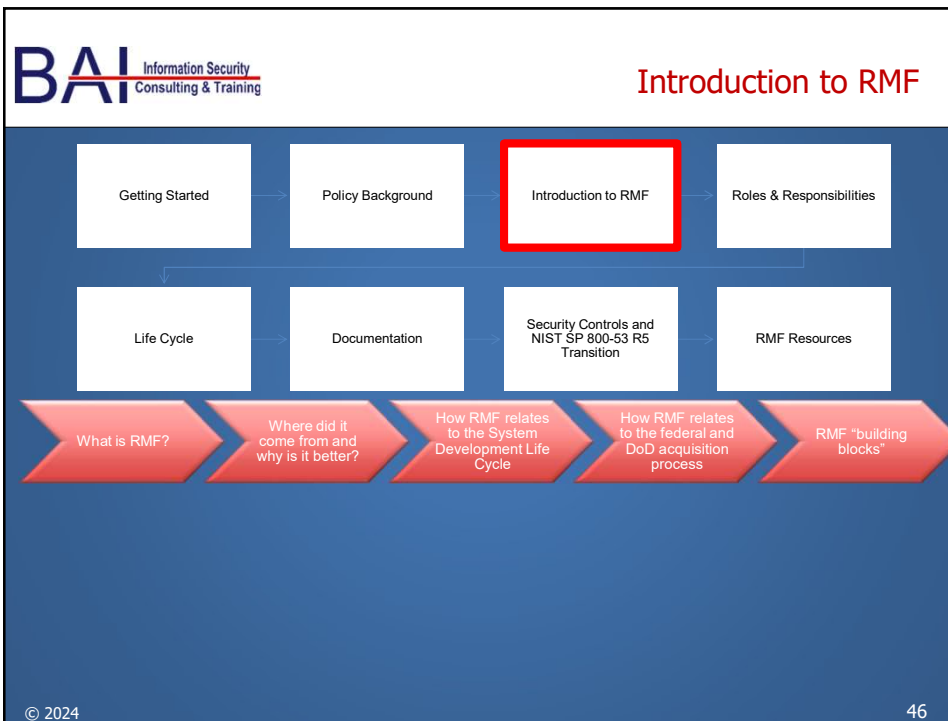 BAI
Information Security
Consulting & Training
Introduction to RMF
Getting Started
Policy Background
Introduction to RMF
Roles & Responsibilities
Life Cycle
Documentation
Security Controls and
NIST SP 800-53 R5
Transition
RMF Resources
What is RMF?
Where did it
come from and
why is it better?
How RMF relates
to the System
Development Life
Cycle
How RMF relates
to the federal and
DoD acquisition
process
RMF “building
blocks”
© 2024
46